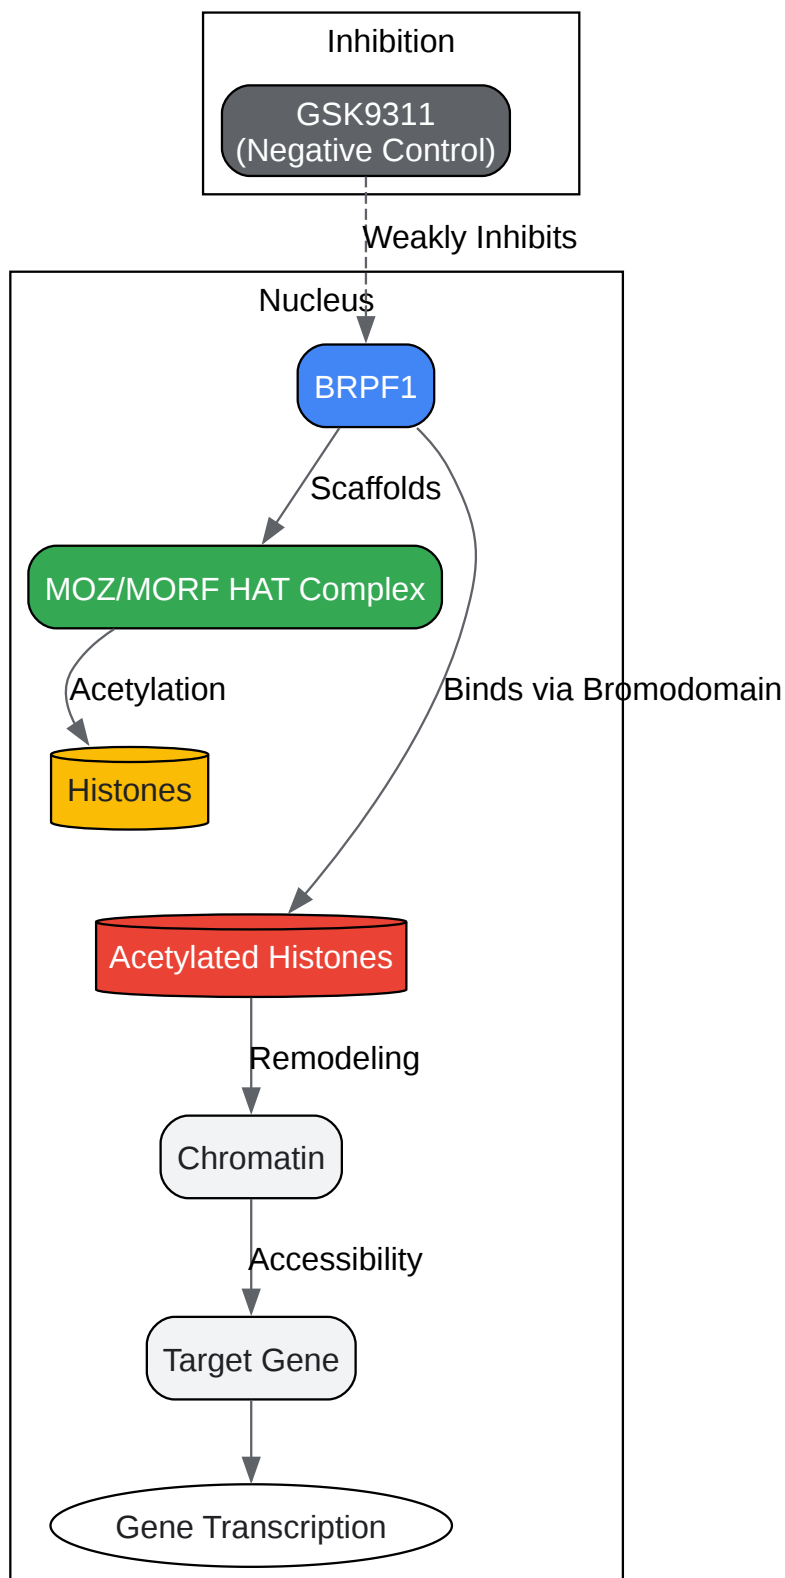 Inhibition
GSK9311
(Negative Control)
Weakly Inhibits
Nucleus
BRPF1
Scaffolds
MOZ/MORF HAT Complex
Acetylation
Binds via Bromodomain
Histones
Acetylated Histones
Remodeling
Chromatin
Accessibility
Target Gene
Gene Transcription